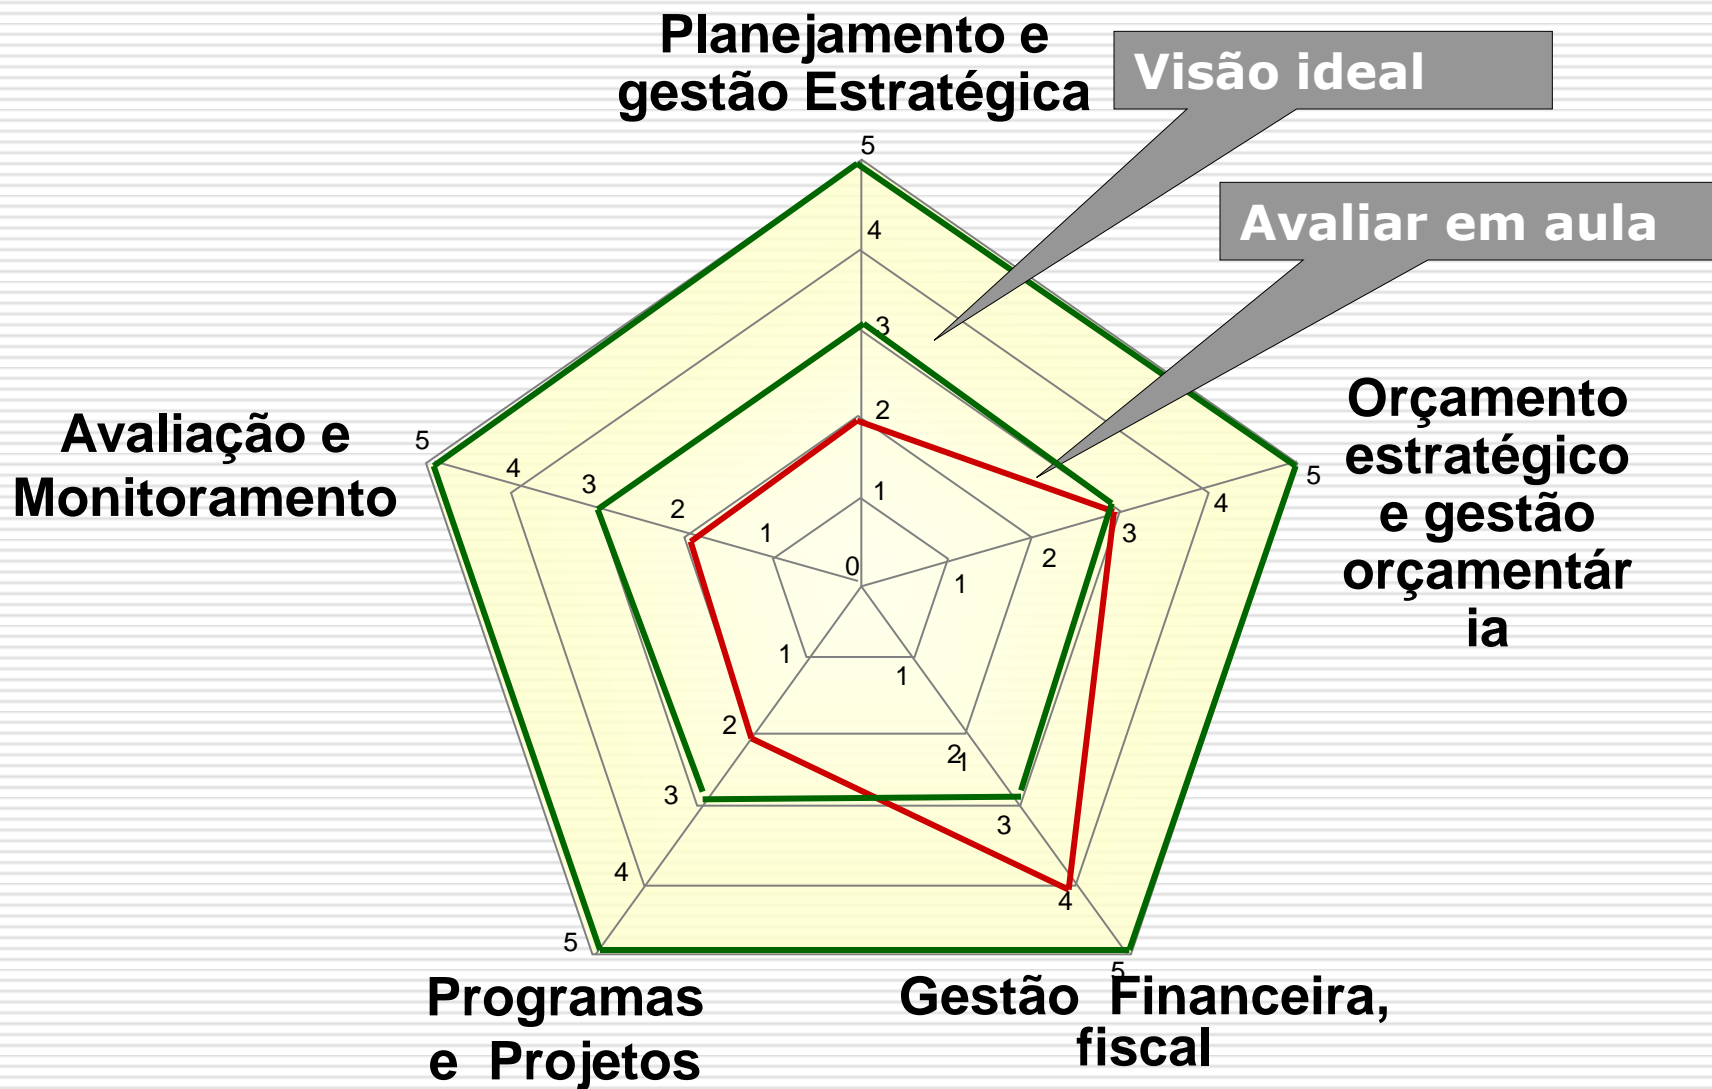 Planejamento e
gestão Estratégica
Visão ideal
Avaliar em aula
5
4
3
2
1
0
Orçamento
estratégico
e gestão
orçamentár
ia
5
4
3
2
1
Avaliação e
Monitoramento
5
4
3
2
1
1
2
3
4
5
1
2
1
3
4
5
Programas
e Projetos
Gestão Financeira,
fiscal